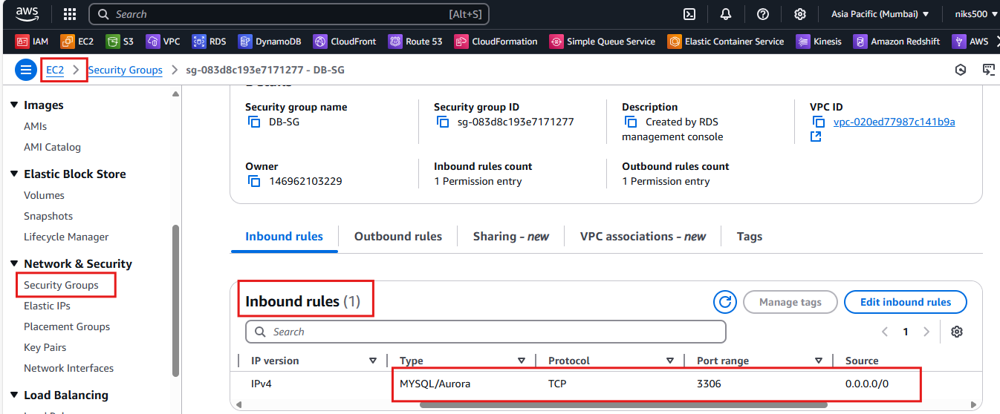 aws
Search [Alt+S]
Asia Pacific (Mumbai) niks500
IAM EC2 S3 VPC RDS DynamoDB CloudFront Route 53 CloudFormation Simple Queue Service Elastic Container Service Kinesis Amazon Redshift AWS
EC2 > Security Groups > sg-083d8c193e7171277 - DB-SG
Images
AMIs
AMI Catalog
Elastic Block Store
Volumes
Snapshots
Lifecycle Manager
Network & Security
Security Groups
Elastic IPs
Placement Groups
Key Pairs
Network Interfaces
Load Balancing
Details
Security group name
DB-SG
Security group ID
sg-083d8c193e7171277
Description
Created by RDS
management console
VPC ID
vpc-020ed77987c141b9a
Owner
146962103229
Inbound rules count
1 Permission entry
Outbound rules count
1 Permission entry
Inbound rules Outbound rules Sharing - new VPC associations - new Tags
Inbound rules (1)
Manage tags Edit inbound rules
Search
1
IP version Type Protocol Port range Source
IPv4 MYSQL/Aurora TCP 3306 0.0.0.0/0